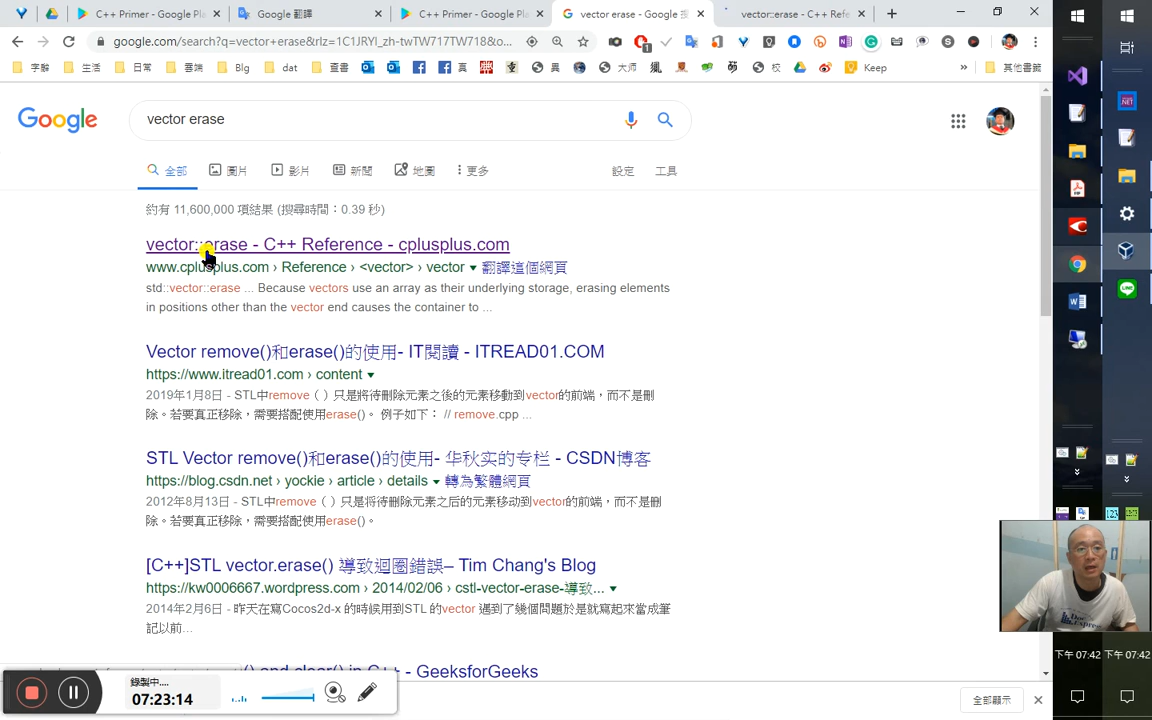 C++ Primer - Google Pla
Google 翻譯
C++ Primer - Google Pla
vector erase - Google 搜
vector::erase - C++ Refe
google.com/search?q=vector+erase&rlz=1C1JRYI_zh-twTW717TW718&o...
字辭
生活
日常
雲端
Blg
dat
查書
真
異
大师
校
Keep
»
其他書籤
Google
vector erase
全部
圖片
影片
新聞
地圖
更多
設定
工具
約有 11,600,000 項結果 (搜尋時間：0.39 秒)
vector::erase - C++ Reference - cplusplus.com
www.cplusplus.com › Reference › <vector> › vector ▾ 翻譯這個網頁
std::vector::erase ... Because vectors use an array as their underlying storage, erasing elements
in positions other than the vector end causes the container to ...
Vector remove()和erase()的使用- IT閱讀 - ITREAD01.COM
https://www.itread01.com › content ▾
2019年1月8日 - STL中remove（）只是將待刪除元素之後的元素移動到vector的前端，而不是刪
除。若要真正移除，需要搭配使用erase()。 例子如下： // remove.cpp ...
STL Vector remove()和erase()的使用- 华秋实的专栏 - CSDN博客
https://blog.csdn.net › yockie › article › details ▾ 轉為繁體網頁
2012年8月13日 - STL中remove（）只是将待删除元素之后的元素移动到vector的前端，而不是删
除。若要真正移除，需要搭配使用erase()。
[C++]STL vector.erase() 導致迴圈錯誤– Tim Chang's Blog
https://kw0006667.wordpress.com › 2014/02/06 › cstl-vector-erase-導致... ▾
2014年2月6日 - 昨天在寫Cocos2d-x 的時候用到STL 的vector 遇到了幾個問題於是就寫起來當成筆
記以前...
() and clear() in C++ - GeeksforGeeks
錄製中....
07:23:14
全部顯示
下午 07:42
下午 07:42